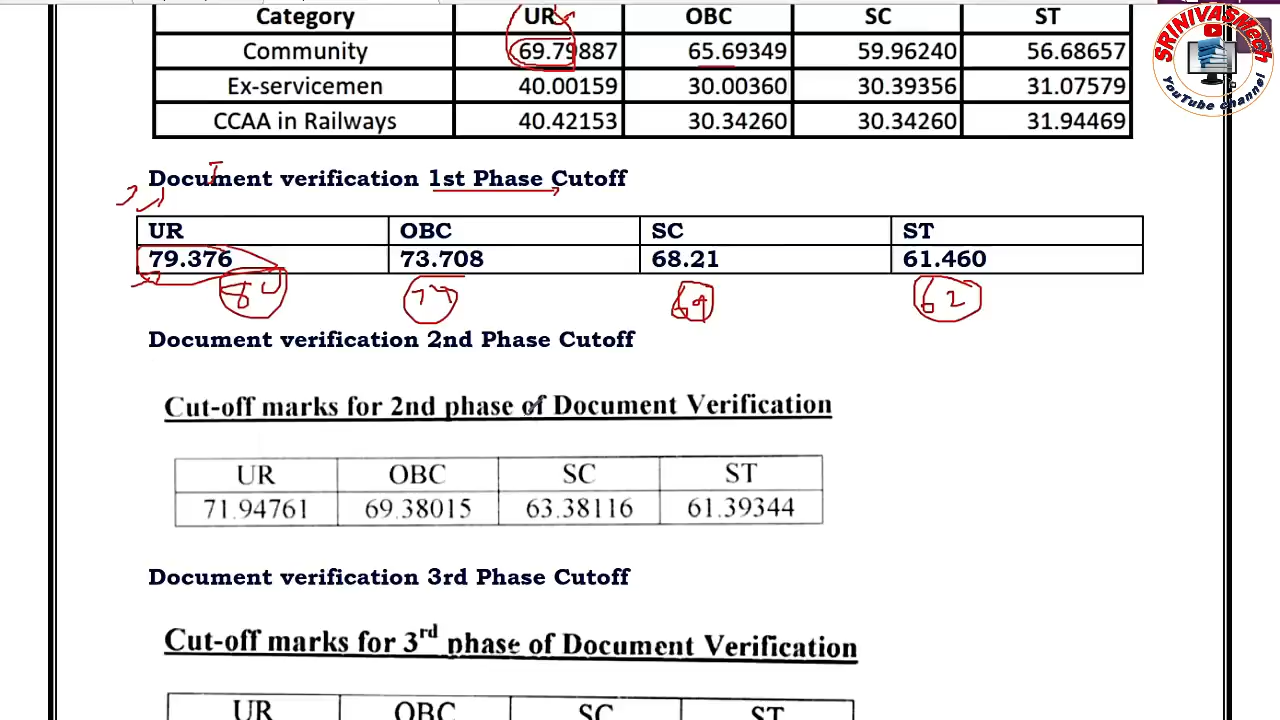 Category UR OBC SC ST
Community 69.79887 65.69349 59.96240 56.68657
Ex-servicemen 40.00159 30.00360 30.39356 31.07579
CCAA in Railways 40.42153 30.34260 30.34260 31.94469
SRINIVASMech
YouTube channel
Document verification 1st Phase Cutoff
UR OBC SC ST
79.376 73.708 68.21 61.460
80 74 69 62
Document verification 2nd Phase Cutoff
Cut-off marks for 2nd phase of Document Verification
UR OBC SC ST
71.94761 69.38015 63.38116 61.39344
Document verification 3rd Phase Cutoff
Cut-off marks for 3rd phase of Document Verification
UR OBC SC ST